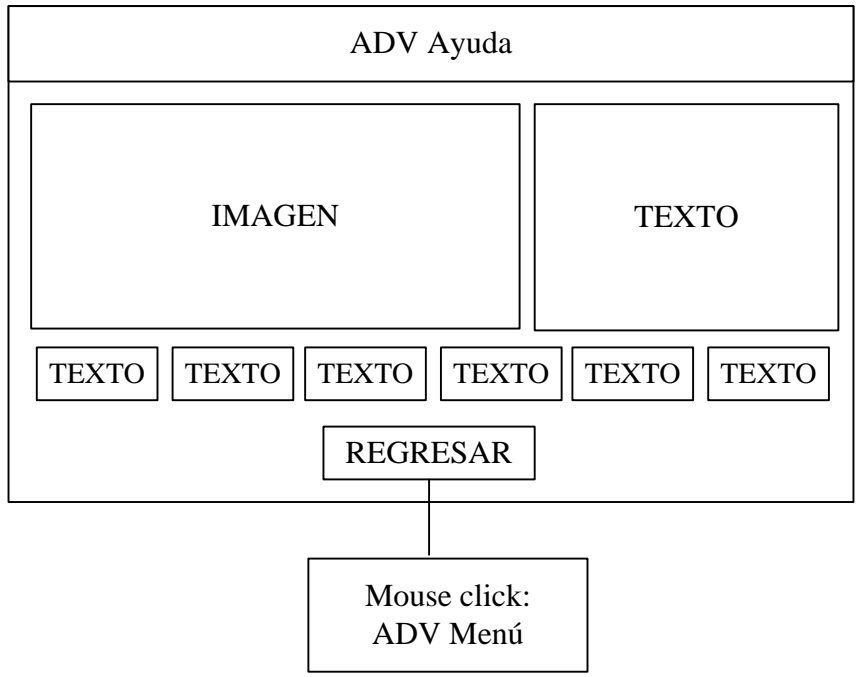 ADV Ayuda
IMAGEN
TEXTO
TEXTO TEXTO TEXTO TEXTO TEXTO TEXTO
REGRESAR
Mouse click:
ADV Menú